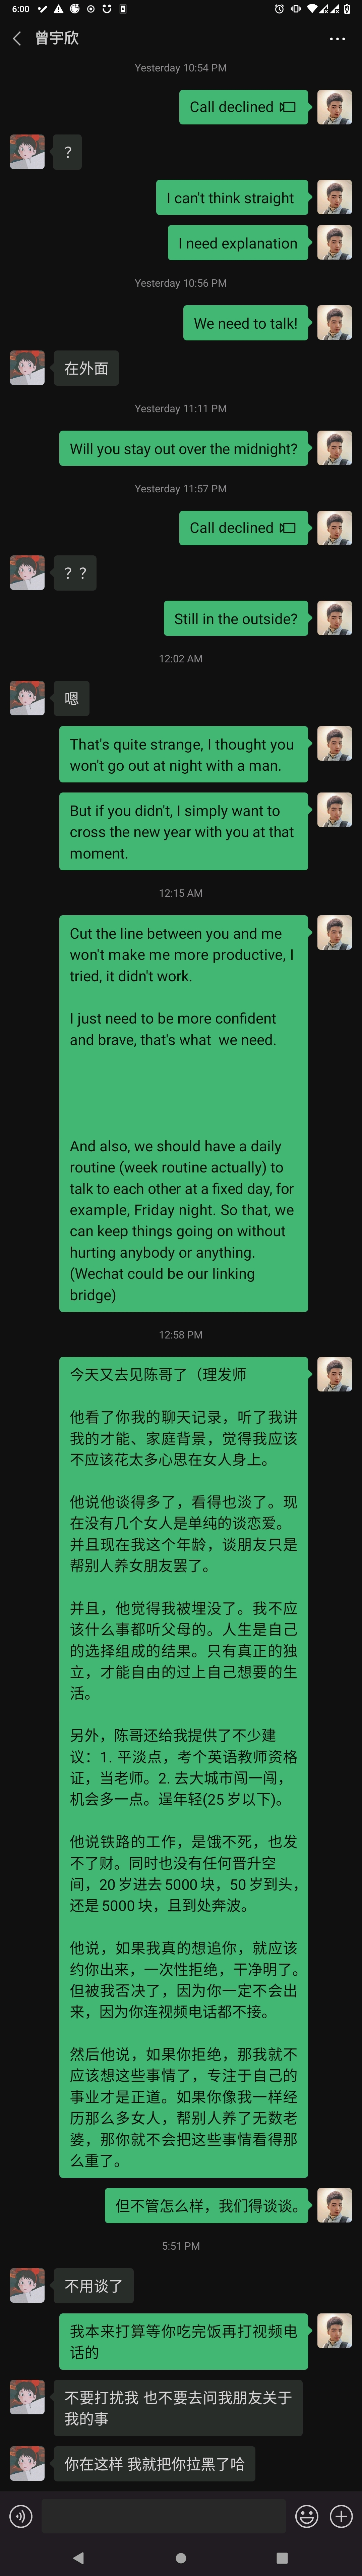 6:00
曾宇欣
Yesterday 10:54 PM
Call declined
？
I can't think straight
I need explanation
Yesterday 10:56 PM
We need to talk!
在外面
Yesterday 11:11 PM
Will you stay out over the midnight?
Yesterday 11:57 PM
Call declined
？？
Still in the outside?
12:02 AM
嗯
That's quite strange, I thought you
won't go out at night with a man.
But if you didn't, I simply want to
cross the new year with you at that
moment.
12:15 AM
Cut the line between you and me
won't make me more productive, I
tried, it didn't work.
I just need to be more confident
and brave, that's what  we need.
And also, we should have a daily
routine (week routine actually) to
talk to each other at a fixed day, for
example, Friday night. So that, we
can keep things going on without
hurting anybody or anything.
(Wechat could be our linking
bridge)
12:58 PM
今天又去见陈哥了（理发师
他看了你我的聊天记录，听了我讲
我的才能、家庭背景，觉得我应该
不应该花太多心思在女人身上。
他说他谈得多了，看得也淡了。现
在没有几个女人是单纯的谈恋爱。
并且现在我这个年龄，谈朋友只是
帮别人养女朋友罢了。
并且，他觉得我被埋没了。我不应
该什么事都听父母的。人生是自己
的选择组成的结果。只有真正的独
立，才能自由的过上自己想要的生
活。
另外，陈哥还给我提供了不少建
议：1. 平淡点，考个英语教师资格
证，当老师。2. 去大城市闯一闯，
机会多一点。逞年轻(25岁以下)。
他说铁路的工作，是饿不死，也发
不了财。同时也没有任何晋升空
间，20岁进去5000块，50岁到头，
还是5000块，且到处奔波。
他说，如果我真的想追你，就应该
约你出来，一次性拒绝，干净明了。
但被我否决了，因为你一定不会出
来，因为你连视频电话都不接。
然后他说，如果你拒绝，那我就不
应该想这些事情了，专注于自己的
事业才是正道。如果你像我一样经
历那么多女人，帮别人养了无数老
婆，那你就不会把这些事情看得那
么重了。
但不管怎么样，我们得谈谈。
5:51 PM
不用谈了
我本来打算等你吃完饭再打视频电
话的
不要打扰我 也不要去问我朋友关于
我的事
你在这样 我就把你拉黑了哈